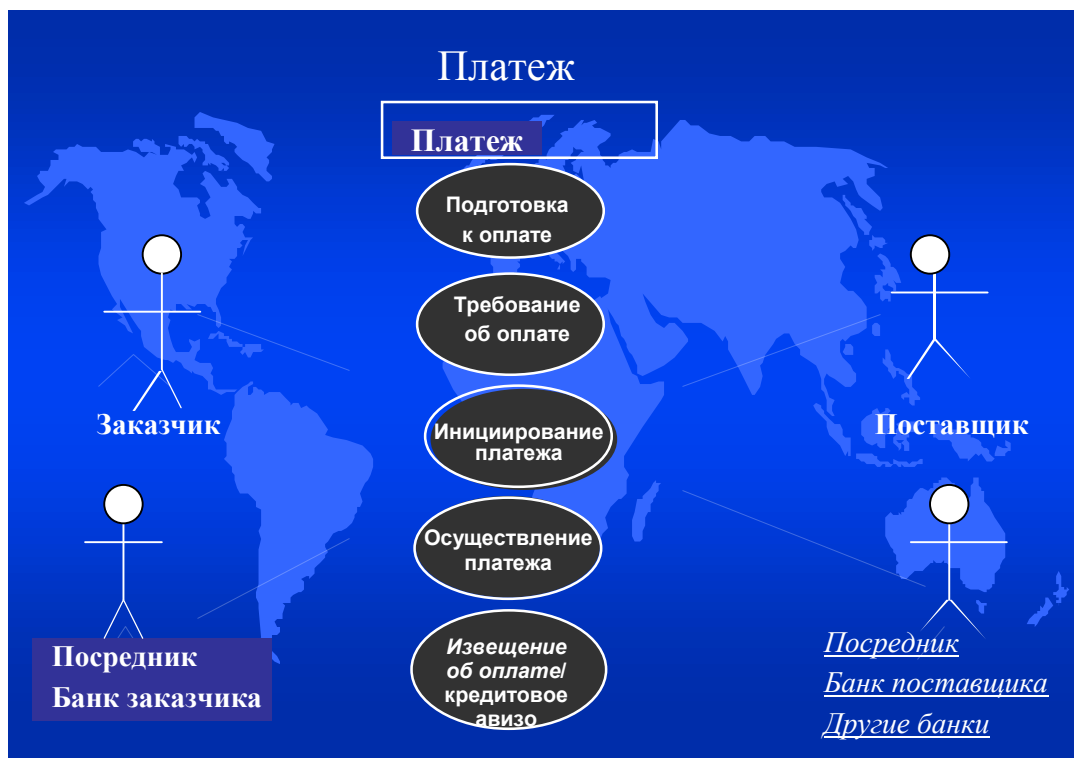 Платеж
Платеж
Подготовка
к оплате
Требование
об оплате
Заказчик
Поставщик
Инициирование
платежа
Осуществление
платежа
Посредник
Банк заказчика
Извещение
об оплате/
кредитовое
авизо
Посредник
Банк поставщика
Другие банки